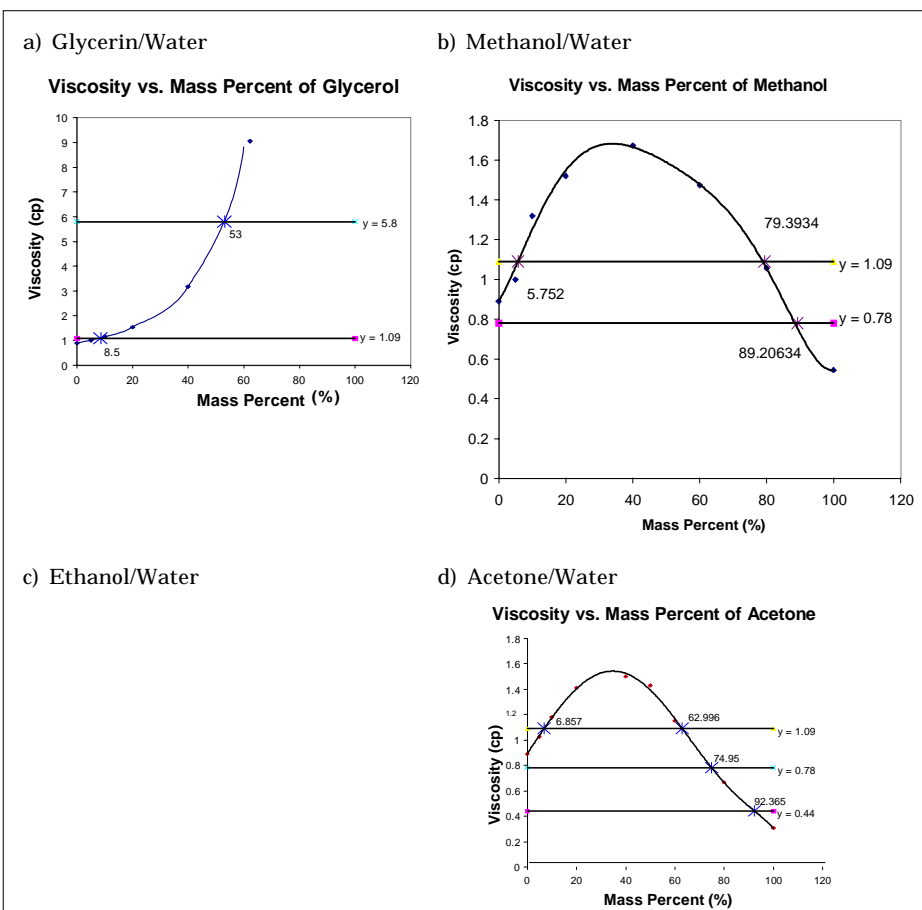 a) Glycerin/Water
Viscosity vs. Mass Percent of Glycerol
10
9
8
7
6
5
4
3
2
1
0
Viscosity (cp)
y = 5.8
53
y = 1.09
8.5
0 20 40 60 80 100 120
Mass Percent (%)
b) Methanol/Water
Viscosity vs. Mass Percent of Methanol
1.8
1.6
1.4
1.2
1
0.8
0.6
0.4
0.2
0
Viscosity (cp)
79.3934
y = 1.09
5.752
y = 0.78
89.20634
0 20 40 60 80 100 120
Mass Percent (%)
c) Ethanol/Water
d) Acetone/Water
Viscosity vs. Mass Percent of Acetone
1.8
1.6
1.4
1.2
1
0.8
0.6
0.4
0.2
0
Viscosity (cp)
6.857
62.996
y = 1.09
74.95
y = 0.78
92.365
y = 0.44
0 20 40 60 80 100 120
Mass Percent (%)